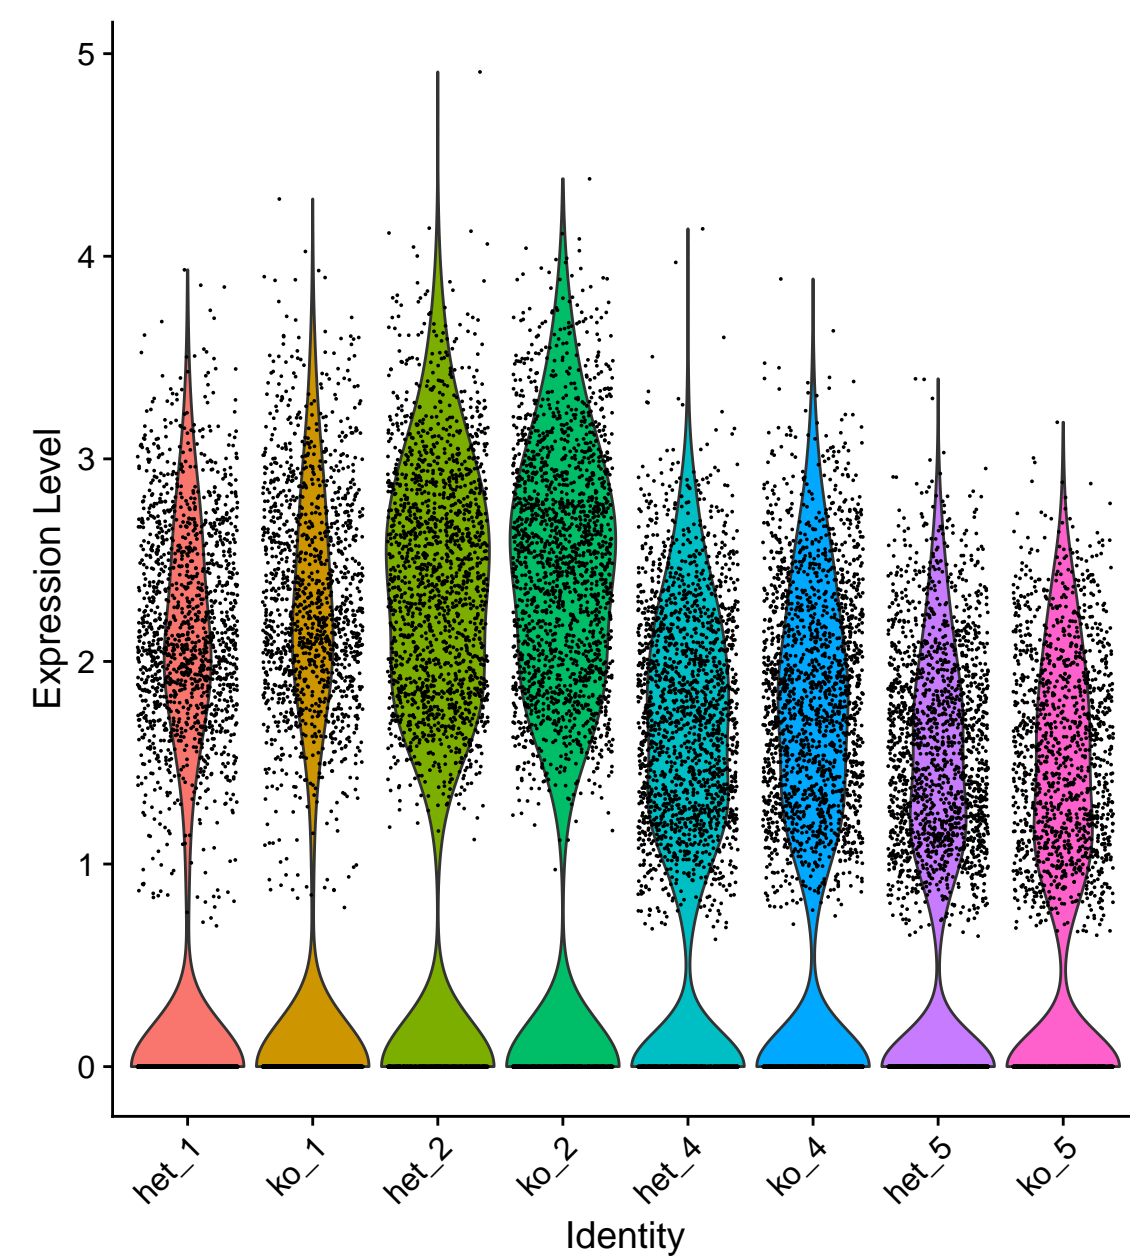 Expression Level
5
4
3
2
1
0
het_1
ko_1
het_2
ko_2
het_4
ko_4
het_5
ko_5
Identity